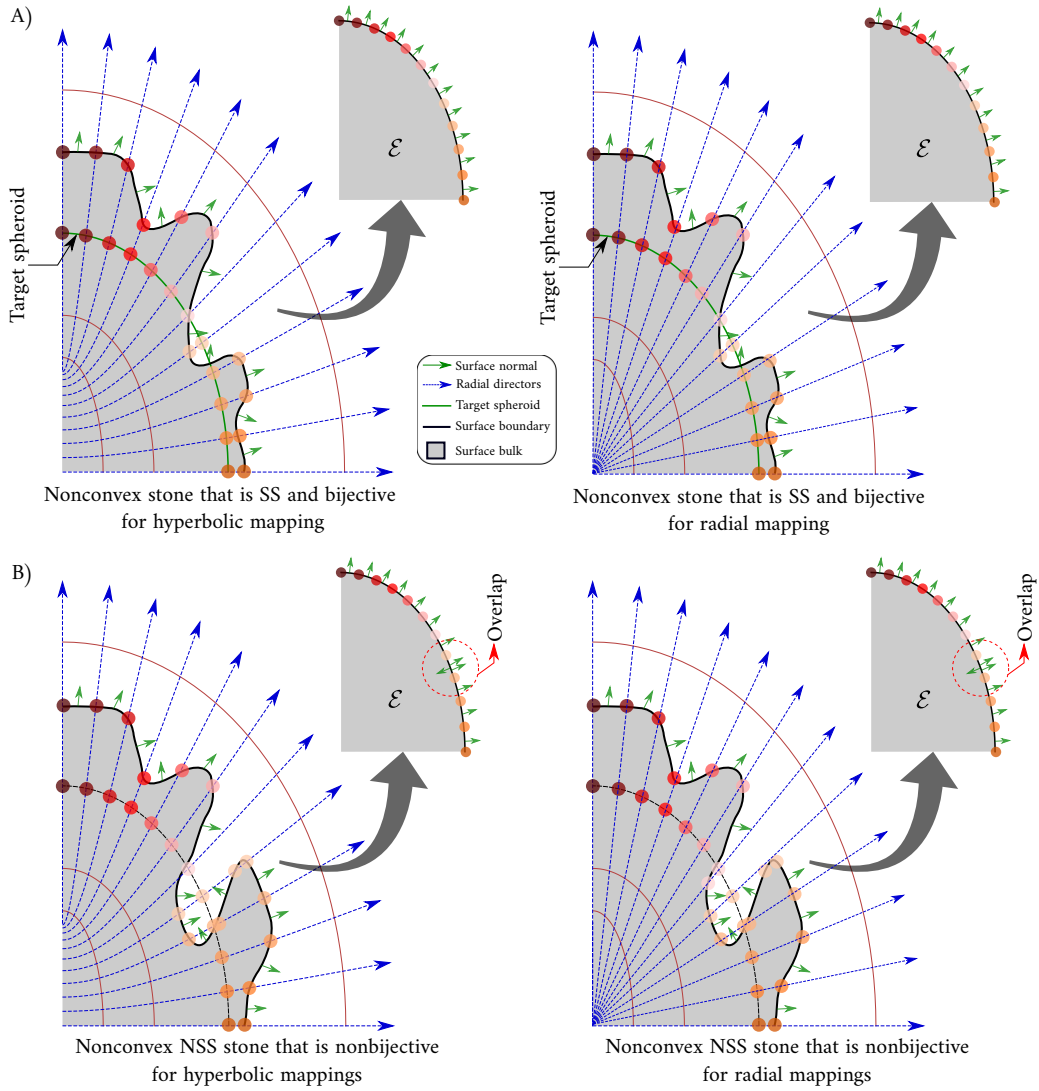 A)
ℰ
ℰ
Target spheroid
Target spheroid
Surface normal
Radial directors
Target spheroid
Surface boundary
Surface bulk
Nonconvex stone that is SS and bijective
for hyperbolic mapping
Nonconvex stone that is SS and bijective
for radial mapping
B)
Overlap
Overlap
ℰ
ℰ
Nonconvex NSS stone that is nonbijective
for hyperbolic mappings
Nonconvex NSS stone that is nonbijective
for radial mappings